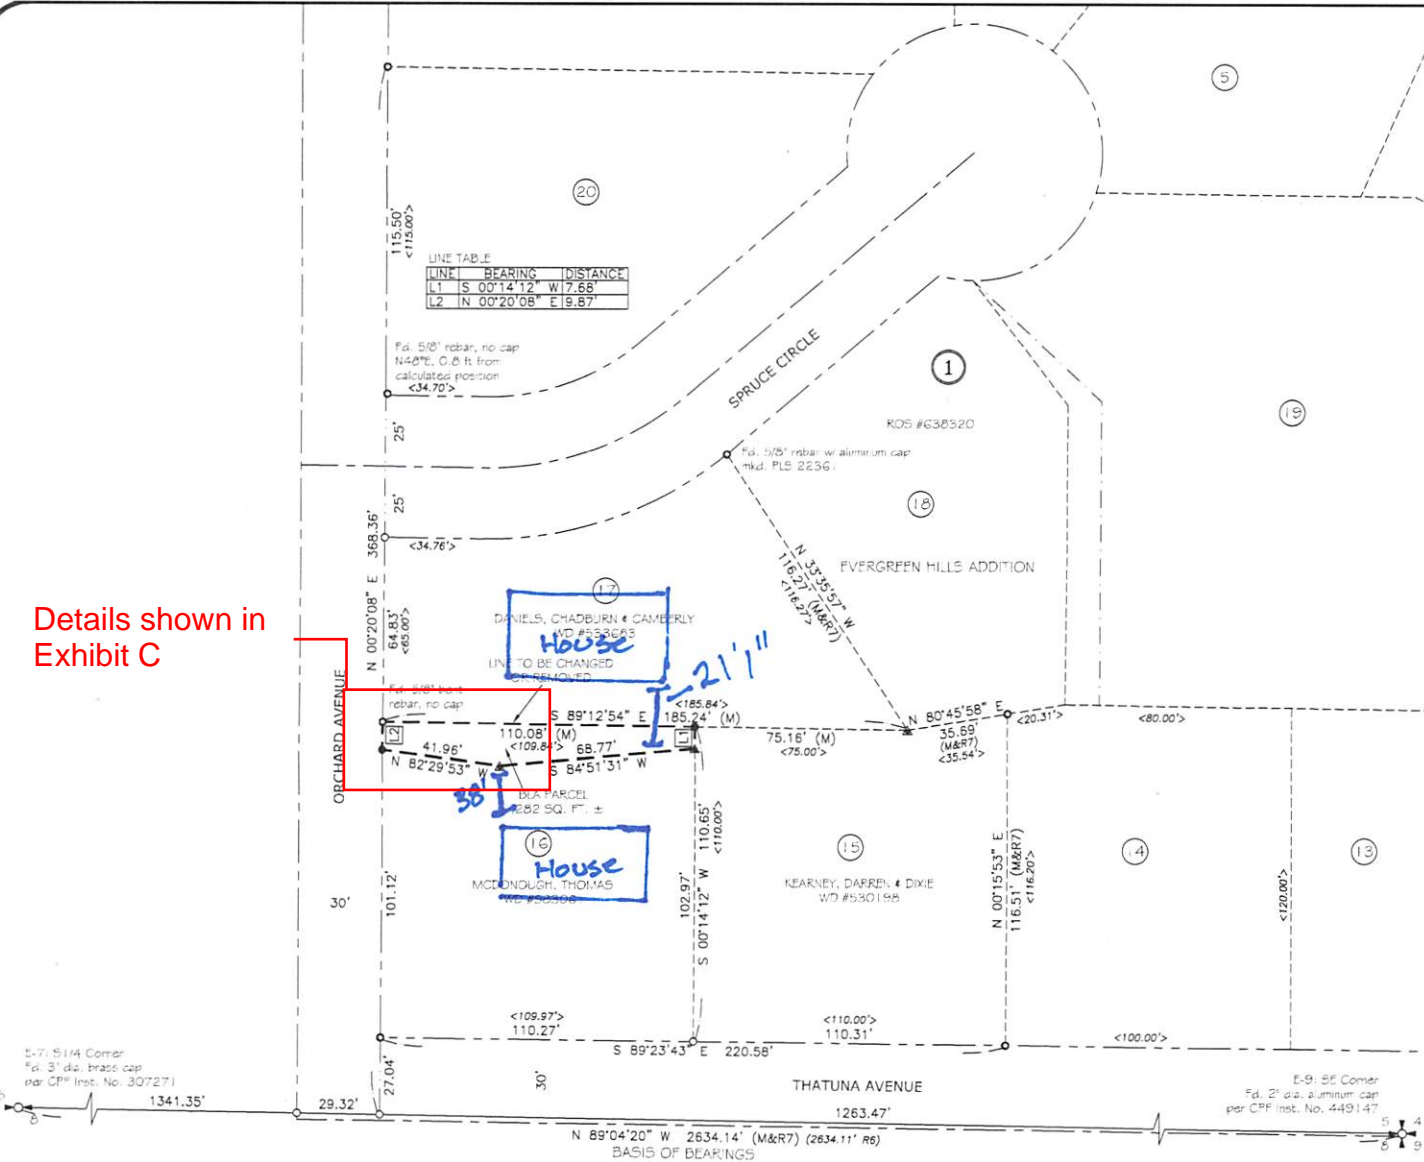 5
20
115.50'
<115.00'>
LINE TABLE
LINE BEARING DISTANCE
L1 S 00°14'12" W 7.68'
L2 N 00°20'08" E 9.87'
Fd. 5/8" rebar, no cap
N48°E, 0.8 ft from
calculated position
<34.70'>
SPRUCE CIRCLE
1
ROS #638320
19
25'
Fd. 5/8" rebar w/ aluminum cap
mkd. PLS 2236
18
25'
<34.76'>
N 00°20'08" E 368.36'
64.83'
<65.00'>
N 33°35'57" W
116.27' (M&R7)
<116.27'>
EVERGREEN HILLS ADDITION
Details shown in
Exhibit C
17
DANIELS, CHADBURN & CAMBERLY
WD #553683
House
LINE TO BE CHANGED
OR REMOVED
21'1"
ORCHARD AVENUE
Fd. 5/8"
rebar, no cap
<185.84'>
S 89°12'54" E 185.24' (M)
110.08' (M)
<109.84'>
L2
L1
75.16' (M)
<75.00'>
N 80°45'58" E
35.69'
(M&R7)
<35.54'>
<20.31'>
<80.00'>
41.96'
N 82°29'53" W
68.77'
S 84°51'31" W
38'
BLA PARCEL
1282 SQ. FT. ±
16
House
MCDONOUGH, THOMAS
WD
15
KEARNEY, DARREN & DIXIE
WD #530198
14
13
30'
101.12'
102.97'
S 00°14'12" W 110.65'
<110.00'>
N 00°15'53" E
116.51' (M&R7)
<116.20'>
<120.00'>
<109.97'>
110.27'
<110.00'>
110.31'
<100.00'>
S 89°23'43" E 220.58'
E-7: S1/4 Corner
Fd. 3" dia. brass cap
per CP&F Inst. No. 307271
27.04'
30'
THATUNA AVENUE
E-9: SE Corner
Fd. 2" dia. aluminum cap
per CP&F Inst. No. 449147
1341.35'
29.32'
1263.47'
8
5 4
8 9
N 89°04'20" W 2634.14' (M&R7) (2634.11' R6)
BASIS OF BEARINGS